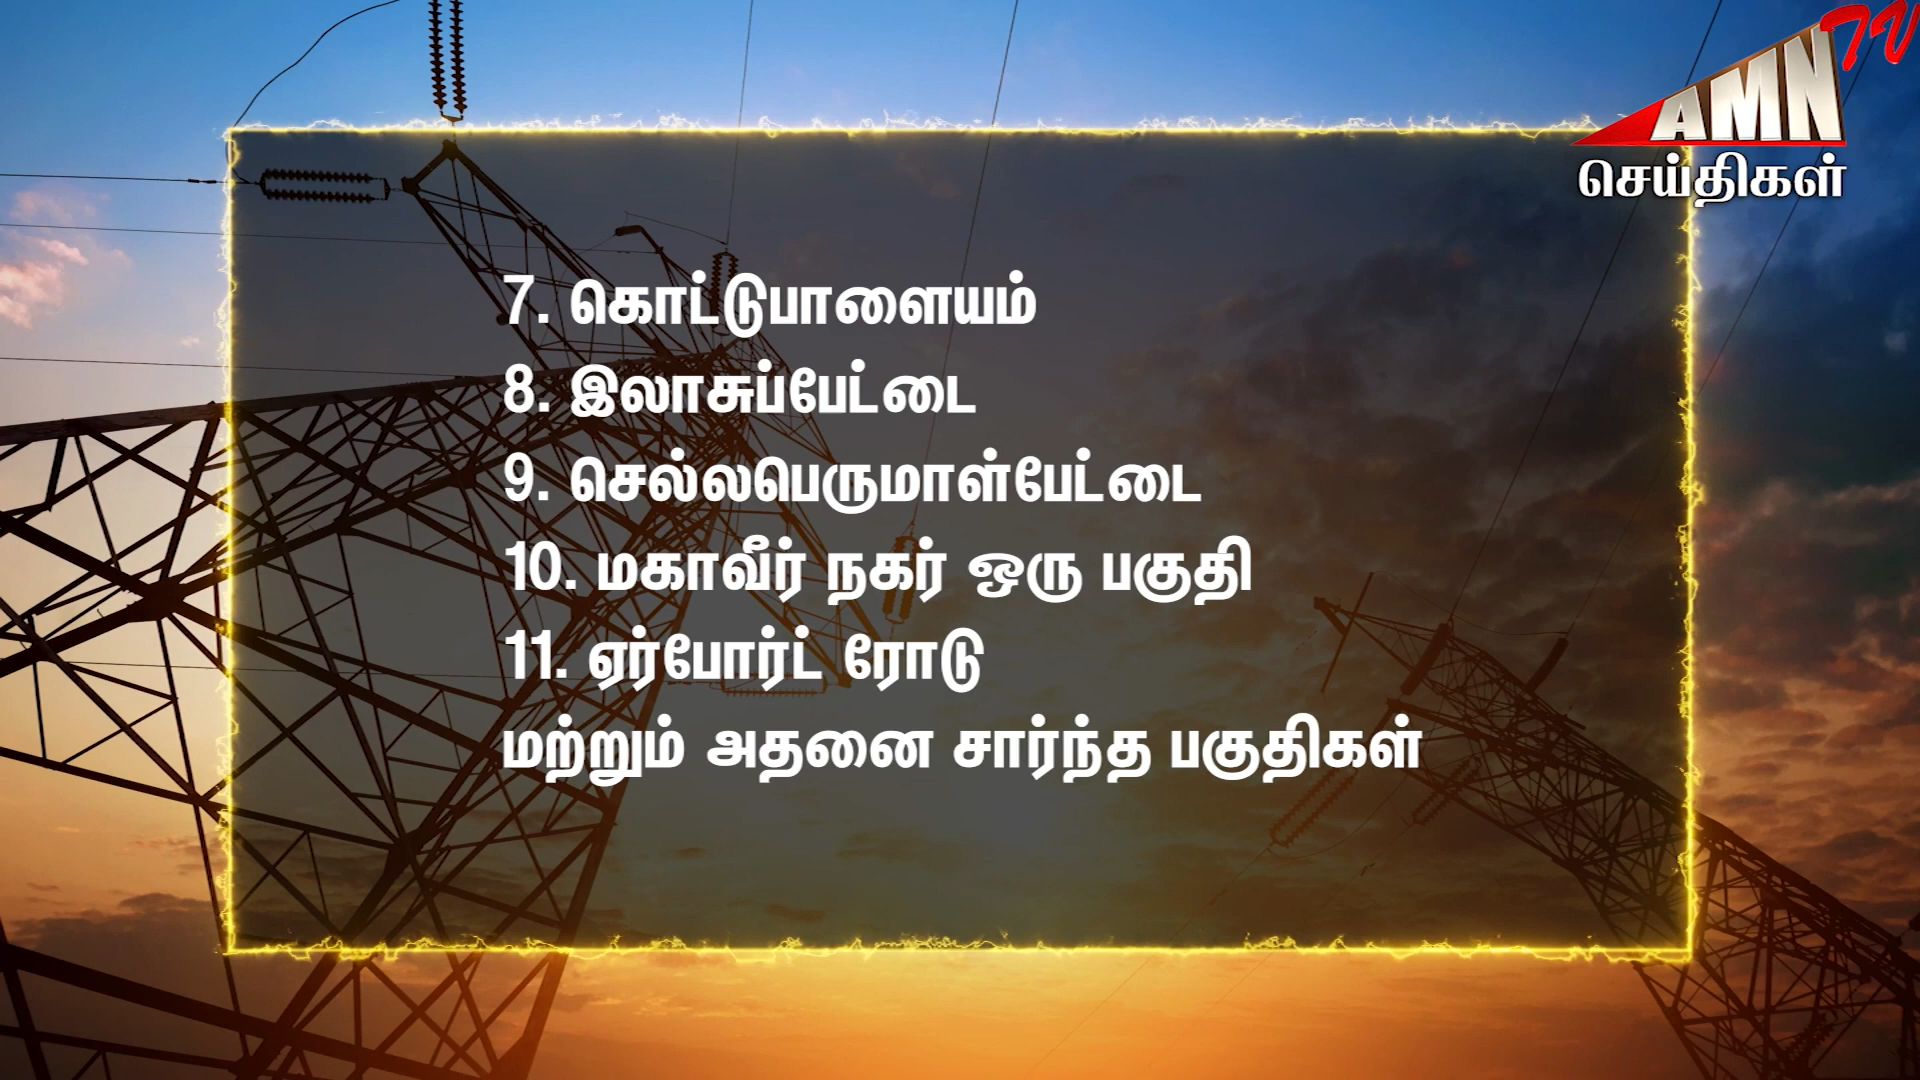 AMN TV
செய்திகள்
7. கொட்டுபாளையம்
8. இலாசுப்பேட்டை
9. செல்லபெருமாள்பேட்டை
10. மகாவீர் நகர் ஒரு பகுதி
11. ஏர்போர்ட் ரோடு
மற்றும் அதனை சார்ந்த பகுதிகள்